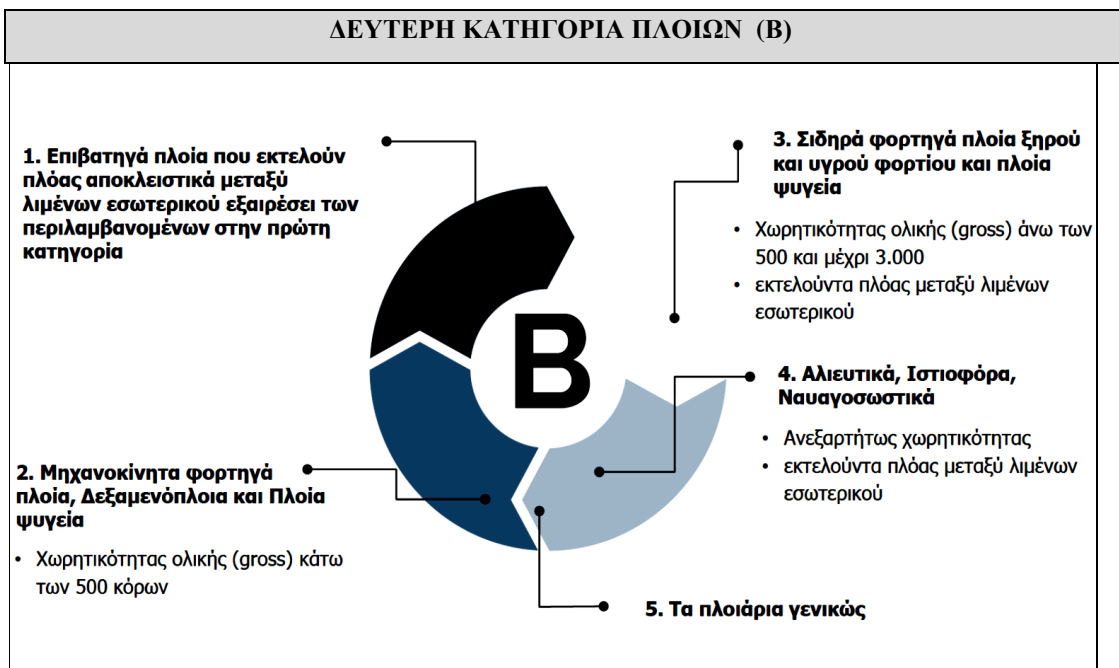 ΔΕΥΤΕΡΗ ΚΑΤΗΓΟΡΙΑ ΠΛΟΙΩΝ (Β)
1. Επιβατηγά πλοία που εκτελούν
πλόας αποκλειστικά μεταξύ
λιμένων εσωτερικού εξαιρέσει των
περιλαμβανομένων στην πρώτη
κατηγορία
2. Μηχανοκίνητα φορτηγά
πλοία, Δεξαμενόπλοια και Πλοία
ψυγεία
• Χωρητικότητας ολικής (gross) κάτω
των 500 κόρων
B
3. Σιδηρά φορτηγά πλοία ξηρού
και υγρού φορτίου και πλοία
ψυγεία
• Χωρητικότητας ολικής (gross) άνω των
500 και μέχρι 3.000
• εκτελούντα πλόας μεταξύ λιμένων
εσωτερικού
4. Αλιευτικά, Ιστιοφόρα,
Ναυαγοσωστικά
• Ανεξαρτήτως χωρητικότητας
• εκτελούντα πλόας μεταξύ λιμένων
εσωτερικού
5. Τα πλοιάρια γενικώς